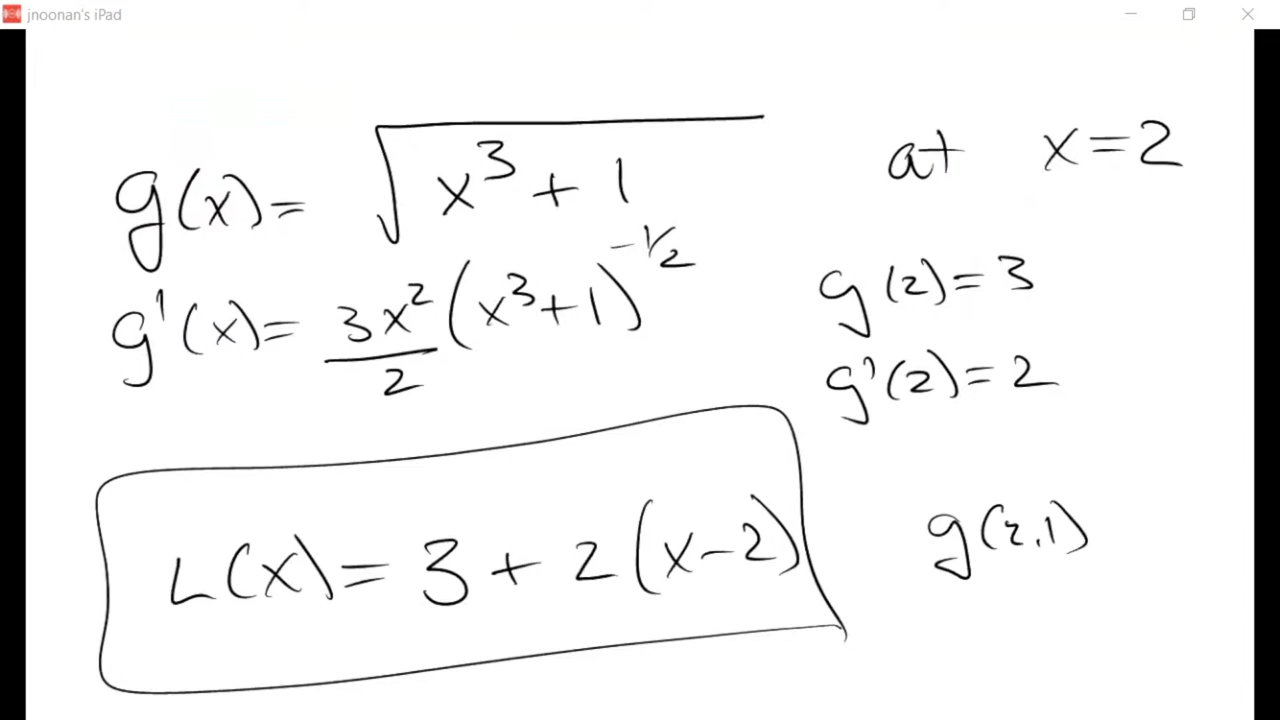 jnoonan's iPad
g(x) = √(x³ + 1) at x = 2
g'(x) = 3x²/2 (x³ + 1)^(-1/2)
g(2) = 3
g'(2) = 2
L(x) = 3 + 2(x - 2)
g(2.1)